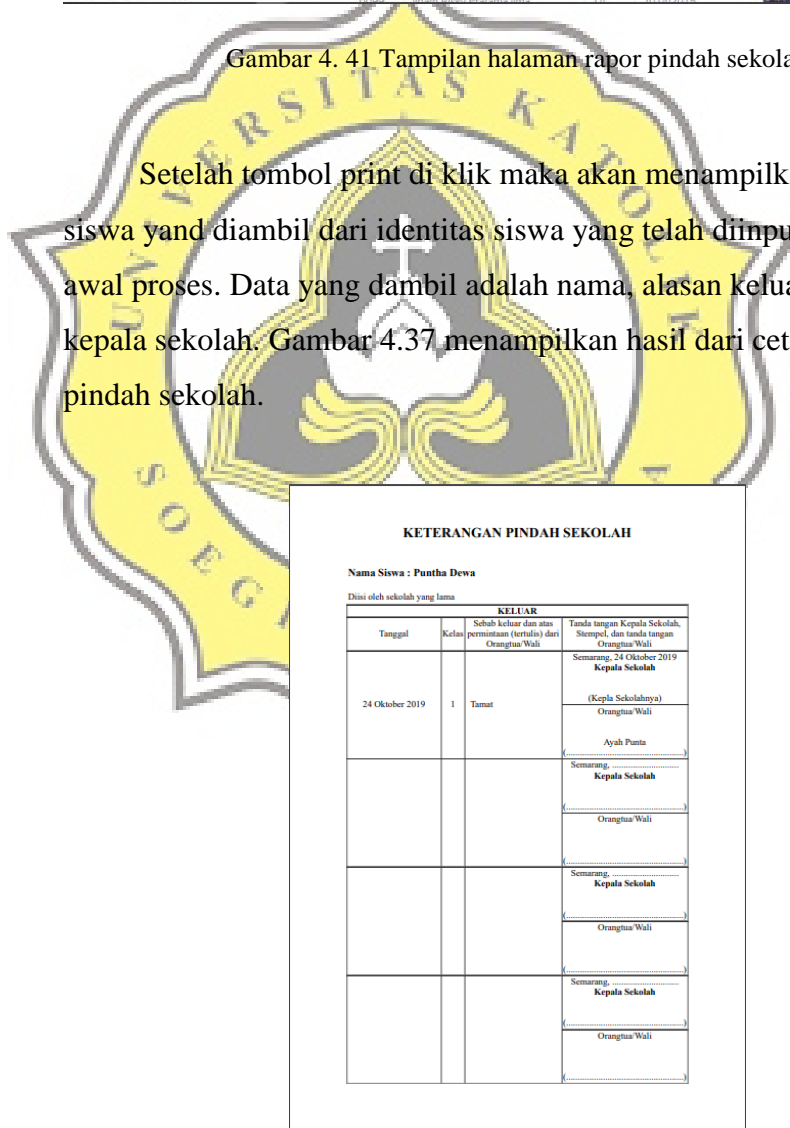 Gambar 4. 41 Tampilan halaman rapor pindah sekola
UNIVERSITAS KATOLIK
Setelah tombol print di klik maka akan menampilk
siswa yand diambil dari identitas siswa yang telah diinpu
awal proses. Data yang dambil adalah nama, alasan kelua
kepala sekolah. Gambar 4.37 menampilkan hasil dari cet
pindah sekolah.
SOEGI
KETERANGAN PINDAH SEKOLAH
Nama Siswa : Puntha Dewa
Diisi oleh sekolah yang lama
KELUAR
Tanggal
Kelas
Sebab keluar dan atas
permintaan (tertulis) dari
Orangtua/Wali
Tanda tangan Kepala Sekolah,
Stempel, dan tanda tangan
Orangtua/Wali
24 Oktober 2019
1
Tamat
Semarang, 24 Oktober 2019
Kepala Sekolah
(Kepla Sekolahnya)
Orangtua/Wali
Ayah Punta
(..................................................)
Semarang, ............................
Kepala Sekolah
(..................................................)
Orangtua/Wali
(..................................................)
Semarang, ............................
Kepala Sekolah
(..................................................)
Orangtua/Wali
(..................................................)
Semarang, ............................
Kepala Sekolah
(..................................................)
Orangtua/Wali
(..................................................)